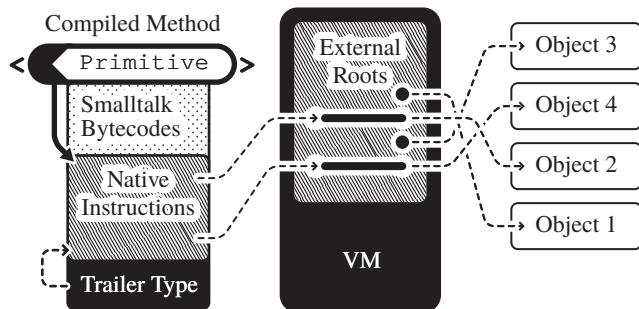 Compiled Method
< Primitive >
Smalltalk
Bytecodes
Native
Instructions
Trailer Type
External
Roots
VM
Object 3
Object 4
Object 2
Object 1